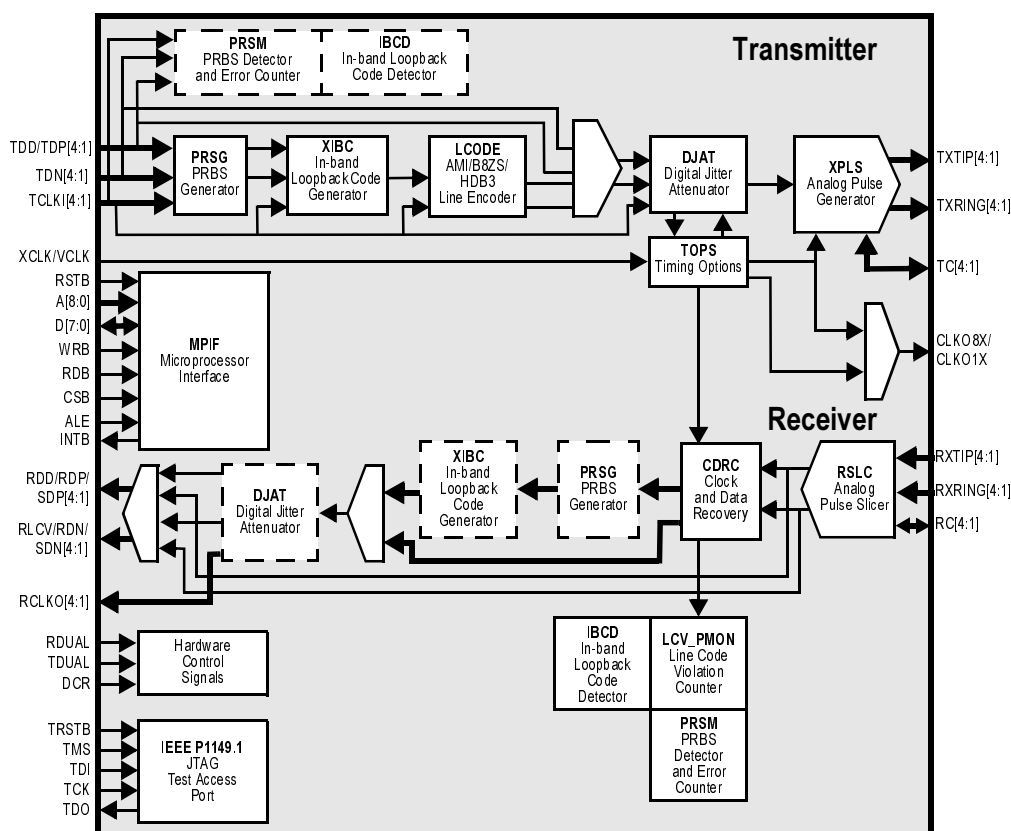 PRSM
PRBS Detector
and Error Counter
IBCD
In-band Loopback
Code Detector
Transmitter
TDD/TDP[4:1]
TDN[4:1]
TCLKI[4:1]
PRSG
PRBS
Generator
XIBC
In-band
Loopback Code
Generator
LCODE
AMI/B8ZS/
HDB3
Line Encoder
DJAT
Digital Jitter
Attenuator
XPLS
Analog Pulse
Generator
TXTIP[4:1]
TXRING[4:1]
TC[4:1]
XCLK/VCLK
TOPS
Timing Options
CLKO8X/
CLKO1X
RSTB
A[8:0]
D[7:0]
WRB
RDB
CSB
ALE
INTB
MPIF
Microprocessor
Interface
Receiver
RDD/RDP/
SDP[4:1]
RLCV/RDN/
SDN[4:1]
RCLKO[4:1]
DJAT
Digital Jitter
Attenuator
XIBC
In-band
Loopback
Code
Generator
PRSG
PRBS
Generator
CDRC
Clock
and Data
Recovery
RSLC
Analog
Pulse Slicer
RXTIP[4:1]
RXRING[4:1]
RC[4:1]
RDUAL
TDUAL
DCR
Hardware
Control
Signals
IBCD
In-band
Loopback
Code
Detector
LCV_PMON
Line Code
Violation
Counter
PRSM
PRBS
Detector
and Error
Counter
TRSTB
TMS
TDI
TCK
TDO
IEEE P1149.1
JTAG
Test Access
Port